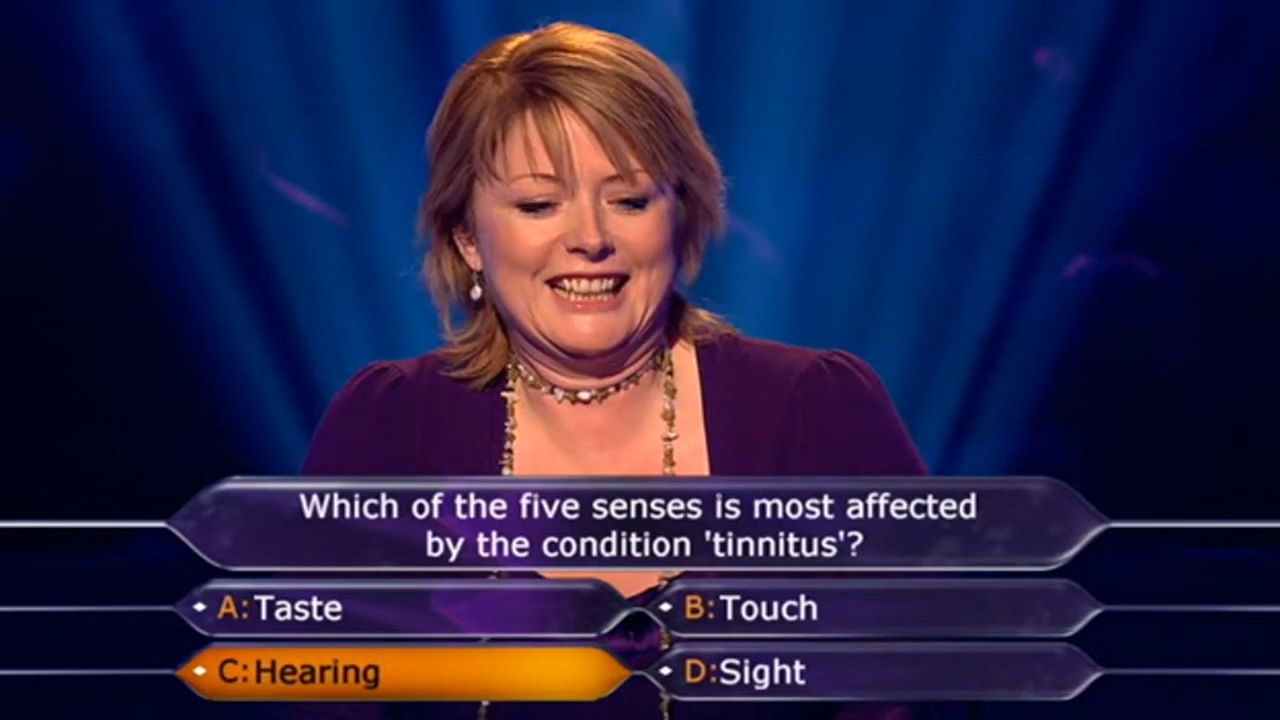 Which of the five senses is most affected
by the condition 'tinnitus'?
A: Taste
B: Touch
C: Hearing
D: Sight